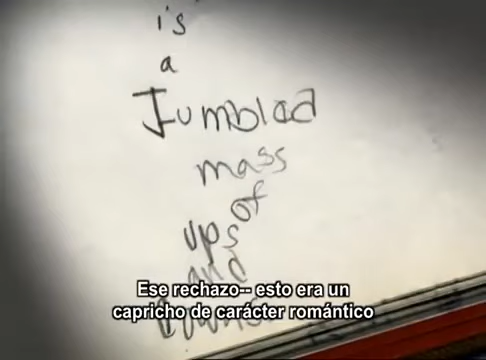 is
a
Jumblad
mass
of
ups
and
Ese rechazo-- esto era un
capricho de carácter romántico